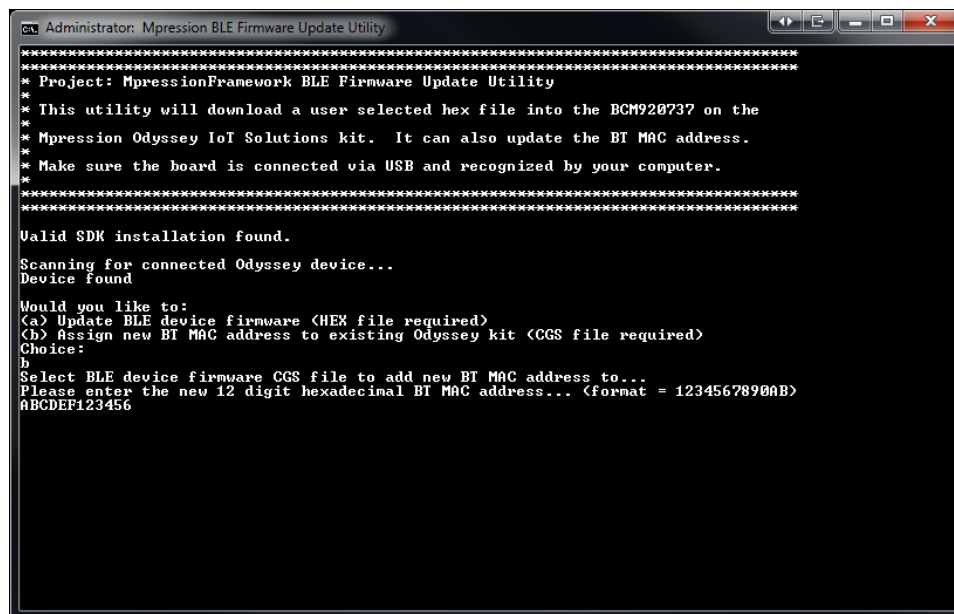 Administrator: Mpression BLE Firmware Update Utility
**************************************************************************************
**************************************************************************************
* Project: MpressionFramework BLE Firmware Update Utility
*
* This utility will download a user selected hex file into the BCM920737 on the
*
* Mpression Odyssey IoT Solutions kit.  It can also update the BT MAC address.
*
* Make sure the board is connected via USB and recognized by your computer.
*
**************************************************************************************
**************************************************************************************
Valid SDK installation found.
Scanning for connected Odyssey device...
Device found
Would you like to:
(a) Update BLE device firmware (HEX file required)
(b) Assign new BT MAC address to existing Odyssey kit (CGS file required)
Choice:
b
Select BLE device firmware CGS file to add new BT MAC address to...
Please enter the new 12 digit hexadecimal BT MAC address... (format = 1234567890AB)
ABCDEF123456